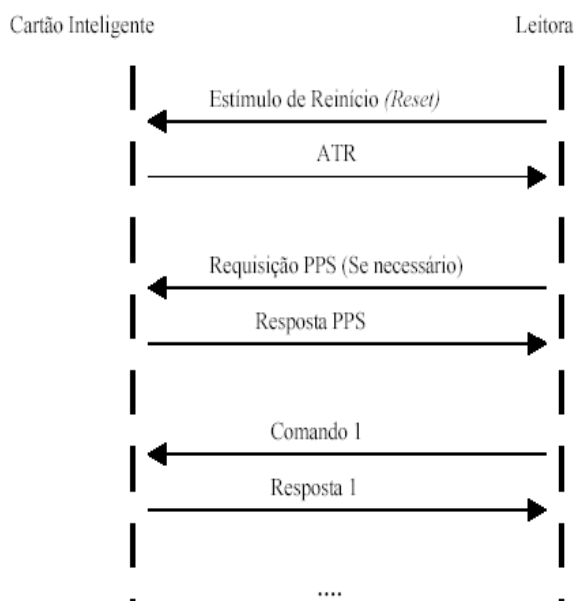 Cartão Inteligente
Leitora
Estímulo de Reinício (Reset)
ATR
Requisição PPS (Se necessário)
Resposta PPS
Comando 1
Resposta 1
....